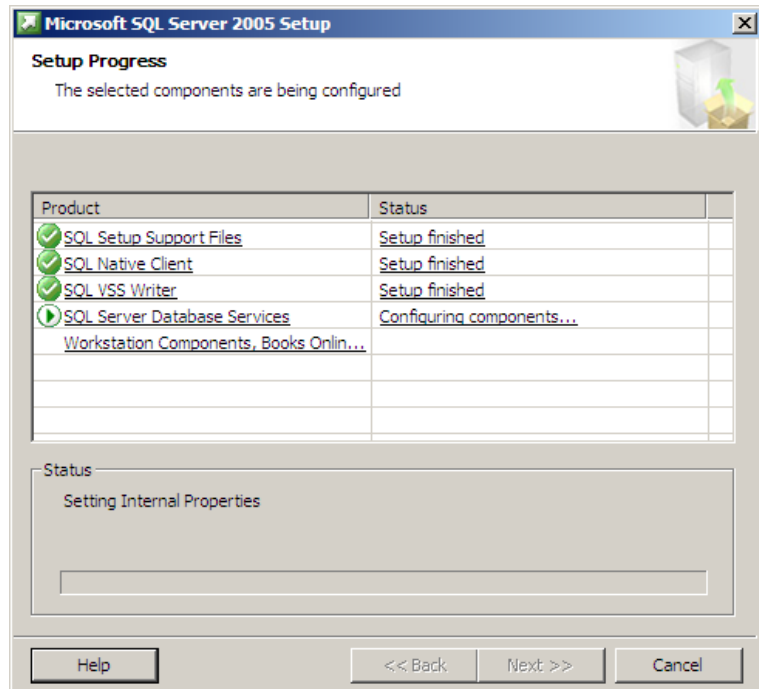 Microsoft SQL Server 2005 Setup
Setup Progress
The selected components are being configured
Product Status
SQL Setup Support Files Setup finished
SQL Native Client Setup finished
SQL VSS Writer Setup finished
SQL Server Database Services Configuring components...
Workstation Components, Books Onlin...
Status
Setting Internal Properties
Help << Back Next >> Cancel